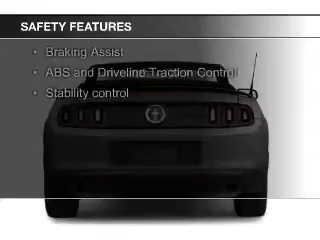 SAFETY FEATURES
• Braking Assist
• ABS and Driveline Traction Control
• Stability control